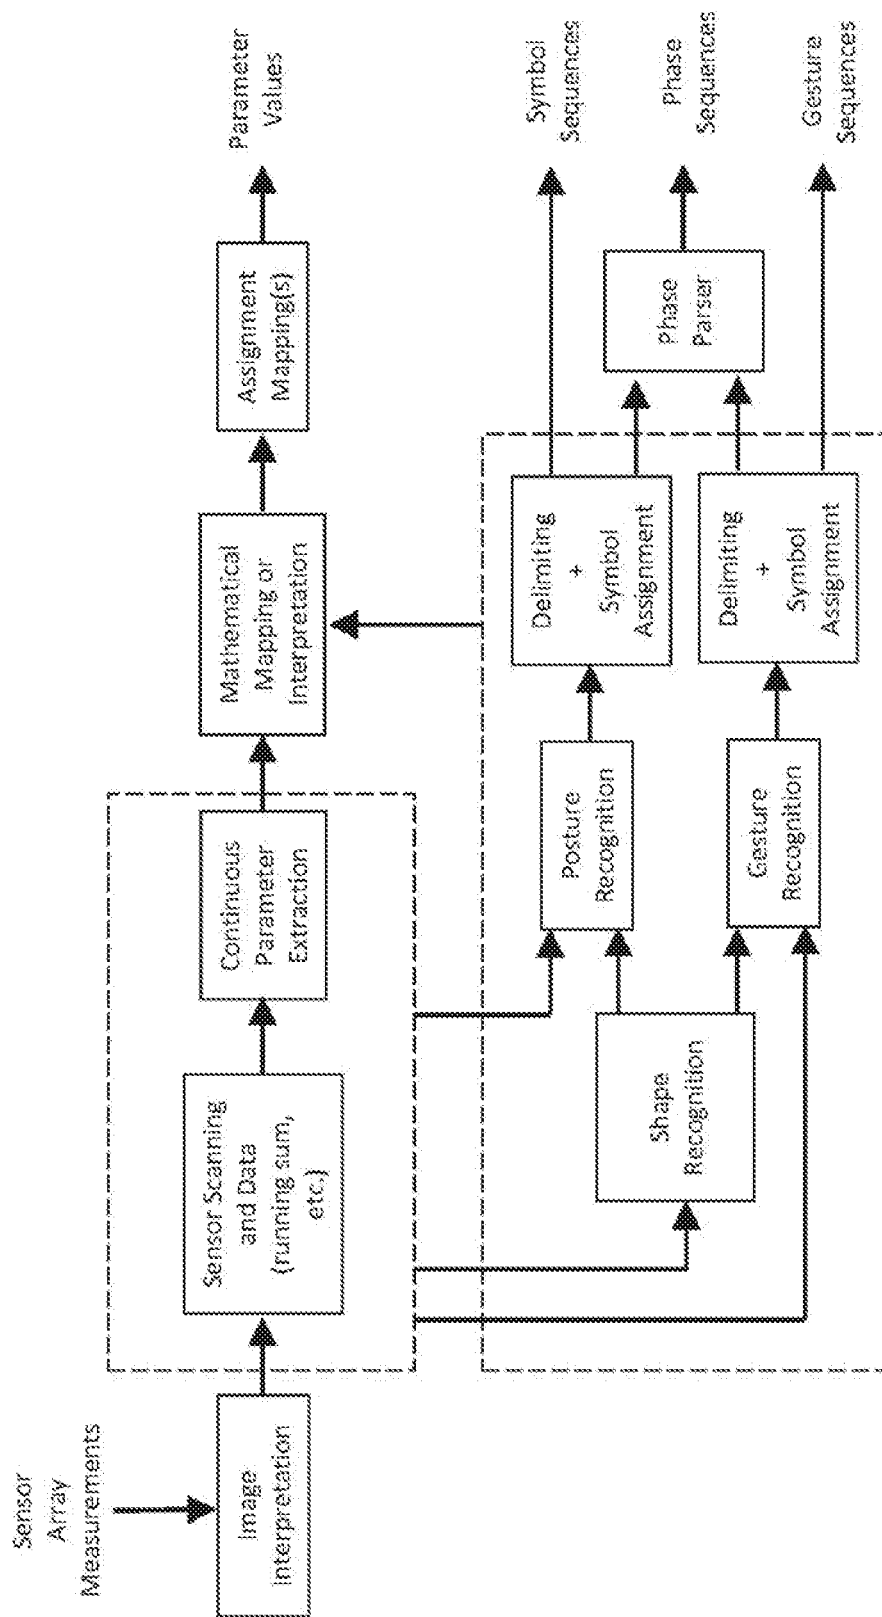 Sensor
Array
Measurements
Image
Interpretation
Sensor Scanning
and Data
(running sum,
etc.)
Continuous
Parameter
Extraction
Mathematical
Mapping or
Interpretation
Assignment
Mapping(s)
Parameter
Values
Shape
Recognition
Posture
Recognition
Delimiting
+
Symbol
Assignment
Symbol
Sequences
Phase
Parser
Phase
Sequences
Gesture
Recognition
Delimiting
+
Symbol
Assignment
Gesture
Sequences